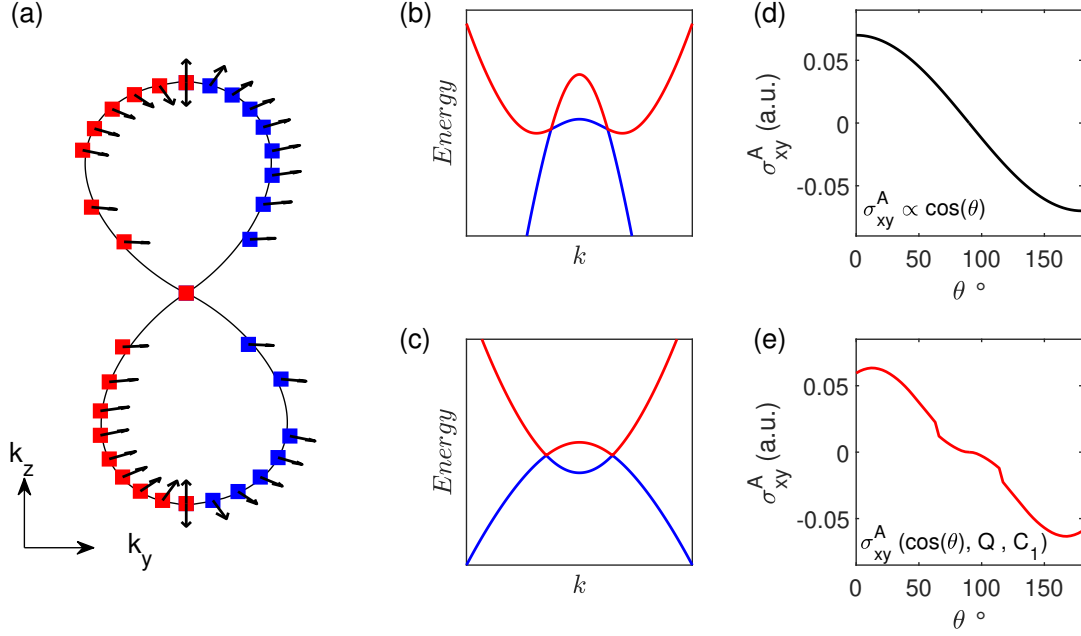 (a)
k_z
k_y
(b)
Energy
k
(c)
Energy
k
(d)
σ^A_xy (a.u.)
0.05
0
-0.05
σ^A_xy ∝ cos(θ)
0 50 100 150
θ °
(e)
σ^A_xy (a.u.)
0.05
0
-0.05
σ^A_xy (cos(θ), Q , C_1)
0 50 100 150
θ °